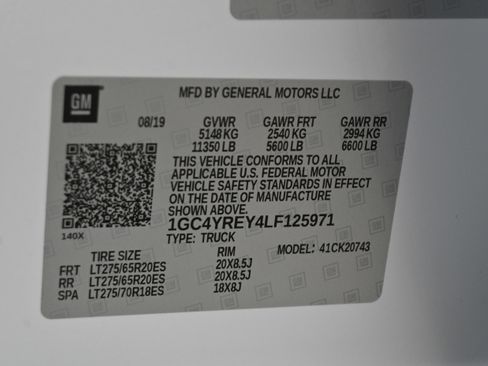 GM
MFD BY GENERAL MOTORS LLC
08/19 GVWR GAWR FRT GAWR RR
5148 KG 2540 KG 2994 KG
11350 LB 5600 LB 6600 LB
THIS VEHICLE CONFORMS TO ALL
APPLICABLE U.S. FEDERAL MOTOR
VEHICLE SAFETY STANDARDS IN EFFECT
ON THE DATE OF MANUFACTURE
SHOWN ABOVE.
1GC4YREY4LF125971
140X TYPE: TRUCK MODEL: 41CK20743
TIRE SIZE RIM
FRT LT275/65R20ES 20X8.5J
RR LT275/65R20ES 20X8.5J
SPA LT275/70R18ES 18X8J